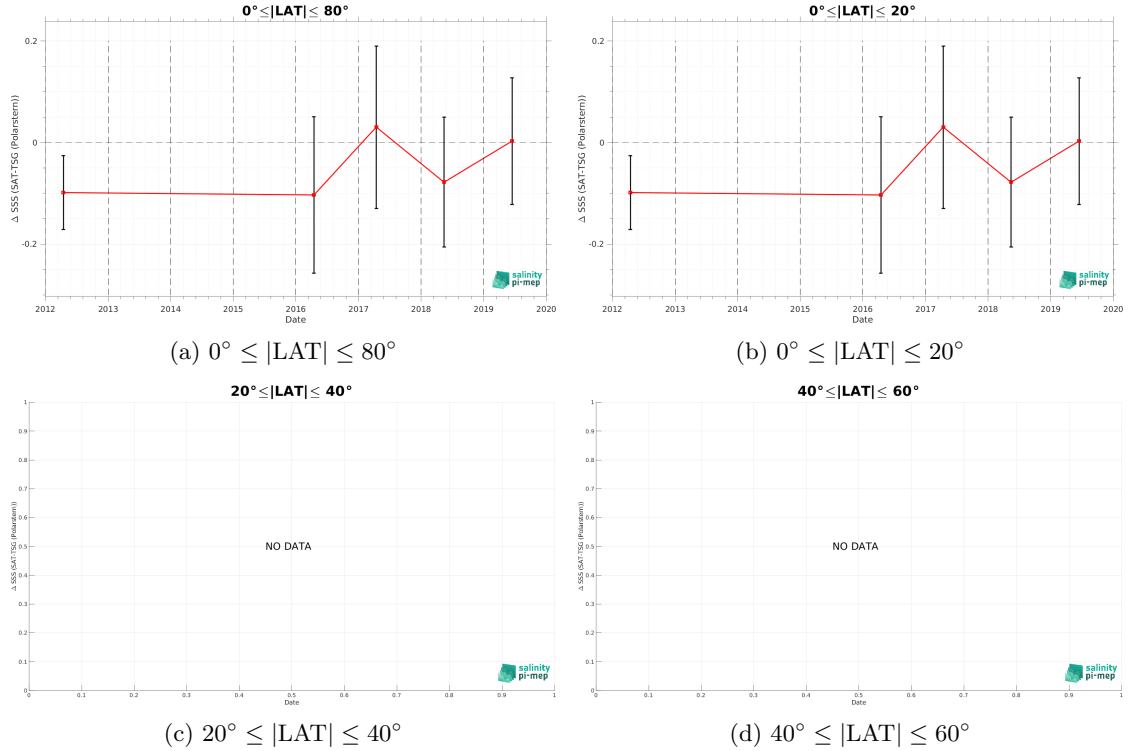 0°≤|LAT|≤ 80°
Δ SSS (SAT-TSG (Polarstern))
0.2
0
-0.2
2012 2013 2014 2015 2016 2017 2018 2019 2020
Date
salinity
pi-mep
(a) 0° ≤ |LAT| ≤ 80°
0°≤|LAT|≤ 20°
Δ SSS (SAT-TSG (Polarstern))
0.2
0
-0.2
2012 2013 2014 2015 2016 2017 2018 2019 2020
Date
salinity
pi-mep
(b) 0° ≤ |LAT| ≤ 20°
20°≤|LAT|≤ 40°
Δ SSS (SAT-TSG (Polarstern))
1
0.9
0.8
0.7
0.6
0.5
0.4
0.3
0.2
0.1
0
NO DATA
0 0.1 0.2 0.3 0.4 0.5 0.6 0.7 0.8 0.9 1
Date
salinity
pi-mep
(c) 20° ≤ |LAT| ≤ 40°
40°≤|LAT|≤ 60°
Δ SSS (SAT-TSG (Polarstern))
1
0.9
0.8
0.7
0.6
0.5
0.4
0.3
0.2
0.1
0
NO DATA
0 0.1 0.2 0.3 0.4 0.5 0.6 0.7 0.8 0.9 1
Date
salinity
pi-mep
(d) 40° ≤ |LAT| ≤ 60°